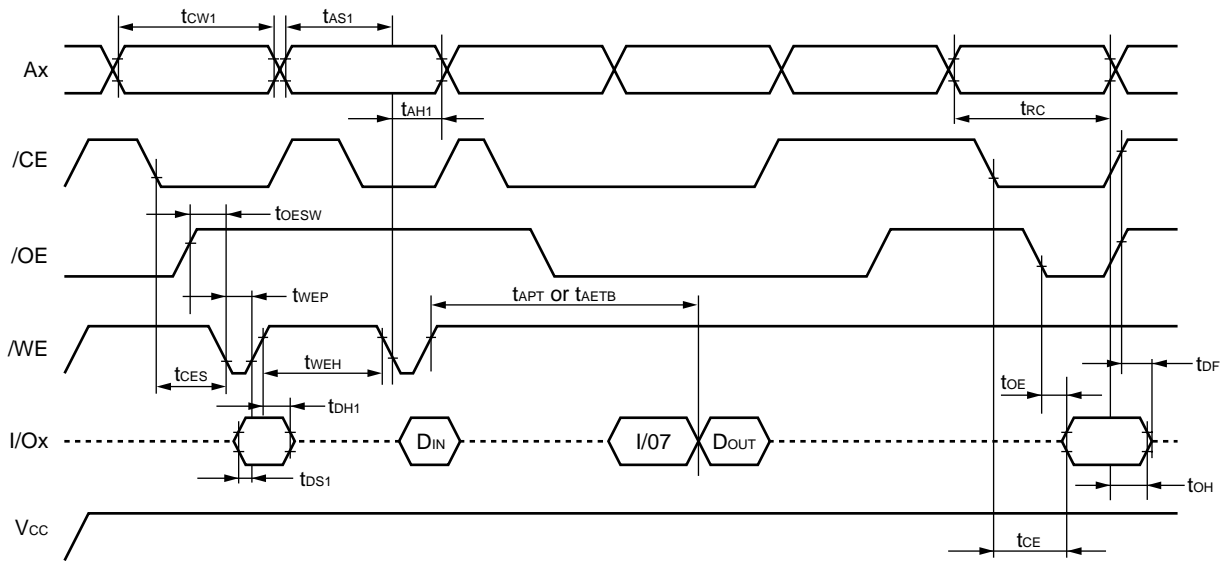 tCW1 tAS1
Ax
tAH1 tRC
/CE
tOESW
/OE
tWEP tAPT or tAETB
/WE
tCES tWEH tOE tDF
tDH1
I/Ox DIN I/07 DOUT
tDS1 tOH
VCC
tCE